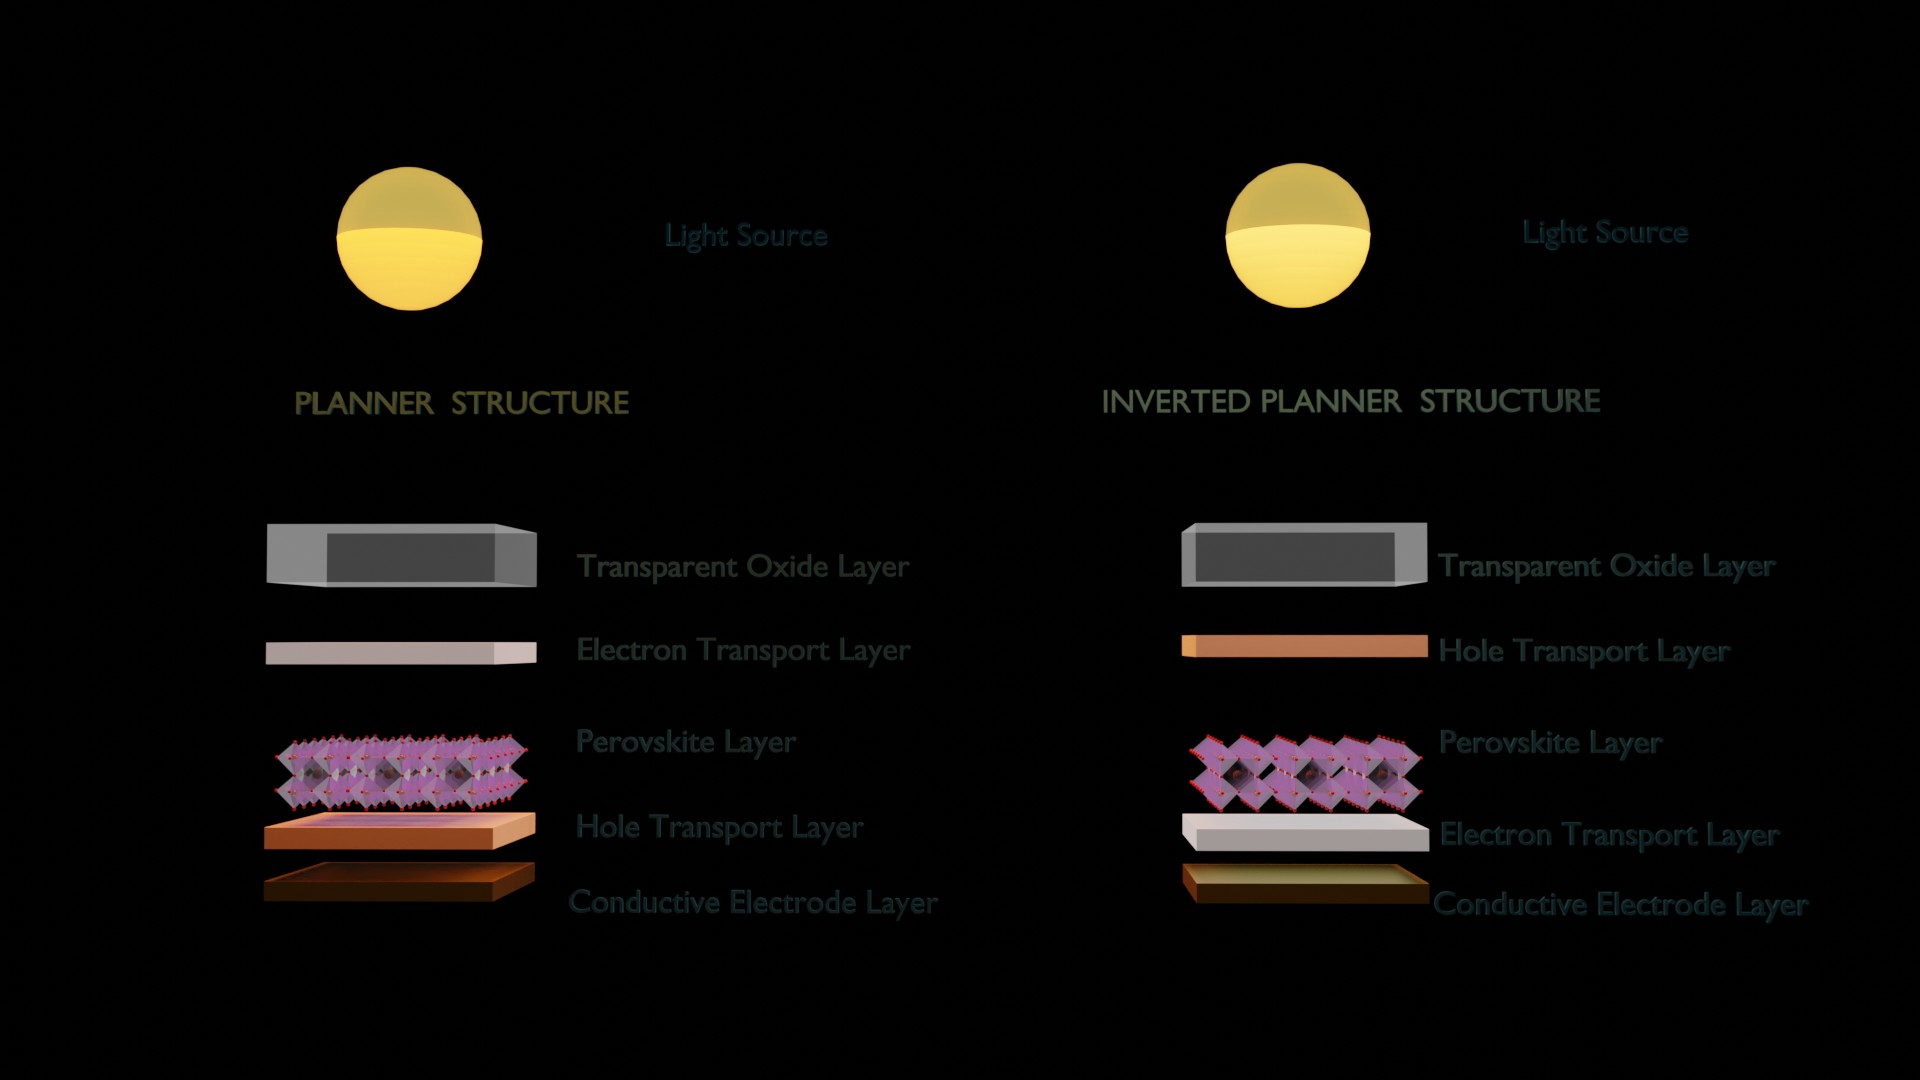 Light Source
PLANNER STRUCTURE
Transparent Oxide Layer
Electron Transport Layer
Perovskite Layer
Hole Transport Layer
Conductive Electrode Layer
Light Source
INVERTED PLANNER STRUCTURE
Transparent Oxide Layer
Hole Transport Layer
Perovskite Layer
Electron Transport Layer
Conductive Electrode Layer